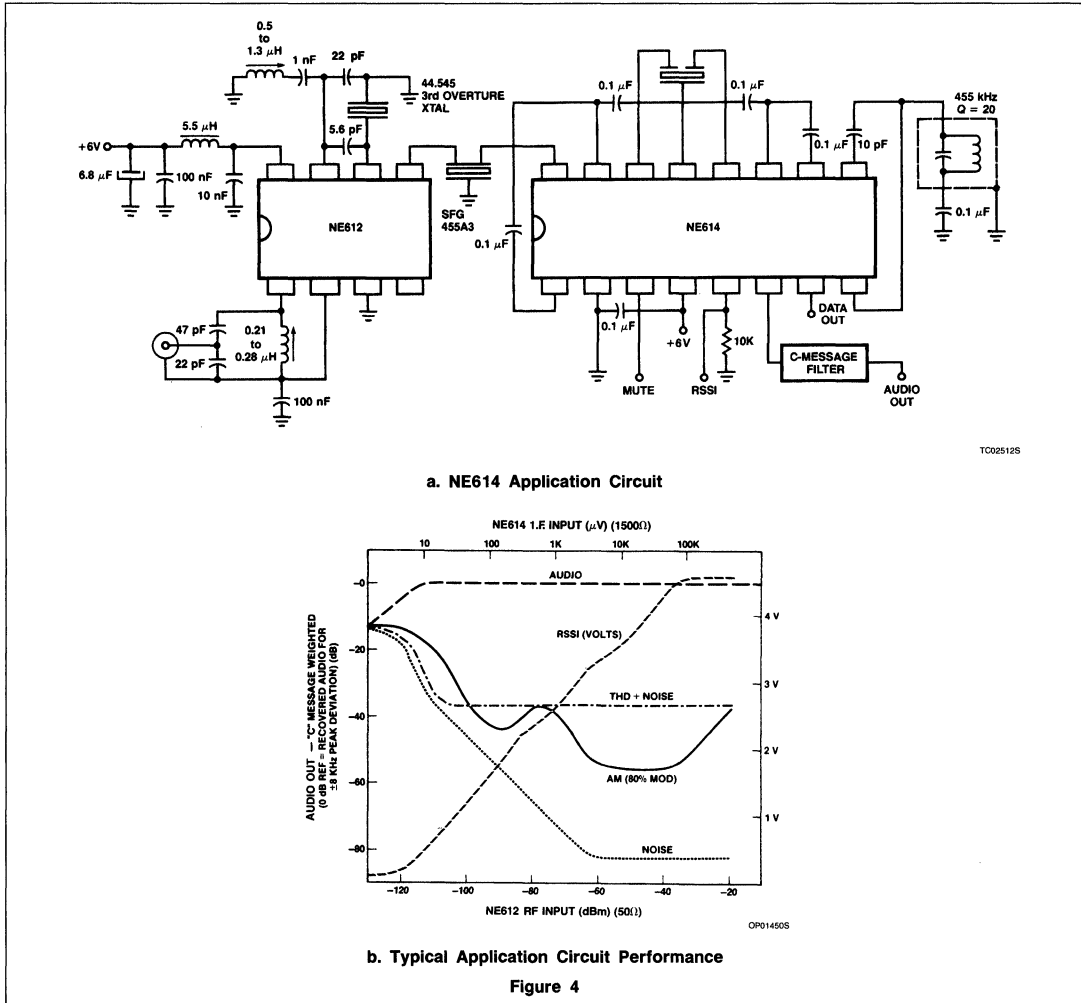 0.5
to
1.3 μH
1 nF
22 pF
44.545
3rd OVERTURE
XTAL
5.6 pF
5.5 μH
+6V
6.8 μF
100 nF
10 nF
NE612
SFG
455A3
47 pF
22 pF
0.21
to
0.28 μH
100 nF
0.1 μF
0.1 μF
0.1 μF
0.1 μF
10 pF
455 kHz
Q = 20
0.1 μF
NE614
0.1 μF
+6V
MUTE
RSSI
10K
DATA
OUT
C-MESSAGE
FILTER
AUDIO
OUT
TC02512S
a. NE614 Application Circuit
NE614 1.F. INPUT (μV) (1500Ω)
10 100 1K 10K 100K
AUDIO OUT — "C" MESSAGE WEIGHTED
(0 dB REF = RECOVERED AUDIO FOR
±8 KHz PEAK DEVIATION) (dB)
−0
−20
−40
−60
−80
AUDIO
RSSI (VOLTS)
THD + NOISE
AM (80% MOD)
NOISE
4 V
3 V
2 V
1 V
−120 −100 −80 −60 −40 −20
NE612 RF INPUT (dBm) (50Ω)
OP01450S
b. Typical Application Circuit Performance
Figure 4